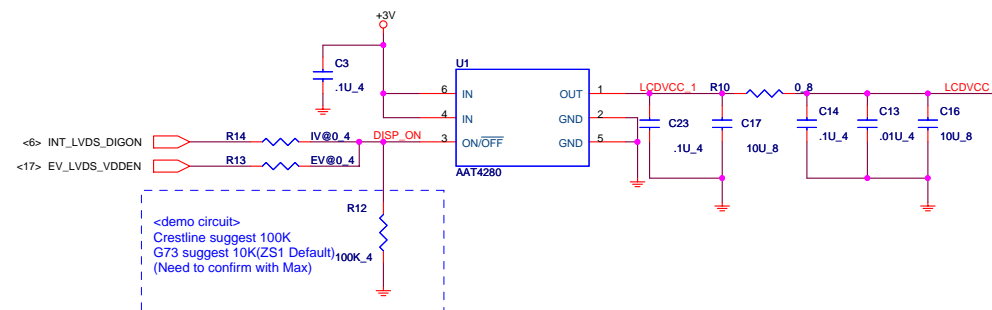 +3V
C3
.1U_4
U1
6
IN
4
IN
3
ON/OFF
OUT
1
GND
2
GND
5
AAT4280
LCDVCC_1
R10
0_8
LCDVCC
C23
.1U_4
C17
10U_8
C14
.1U_4
C13
.01U_4
C16
10U_8
<6> INT_LVDS_DIGON
R14
IV@0_4
DISP_ON
<17> EV_LVDS_VDDEN
R13
EV@0_4
R12
100K_4
<demo circuit>
Crestline suggest 100K
G73 suggest 10K(ZS1 Default)
(Need to confirm with Max)